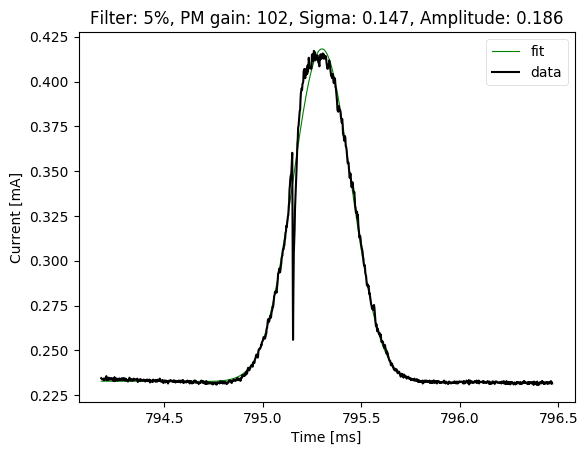 Filter: 5%, PM gain: 102, Sigma: 0.147, Amplitude: 0.186
fit
data
0.425
0.400
0.375
0.350
0.325
0.300
0.275
0.250
0.225
Current [mA]
794.5 795.0 795.5 796.0 796.5
Time [ms]